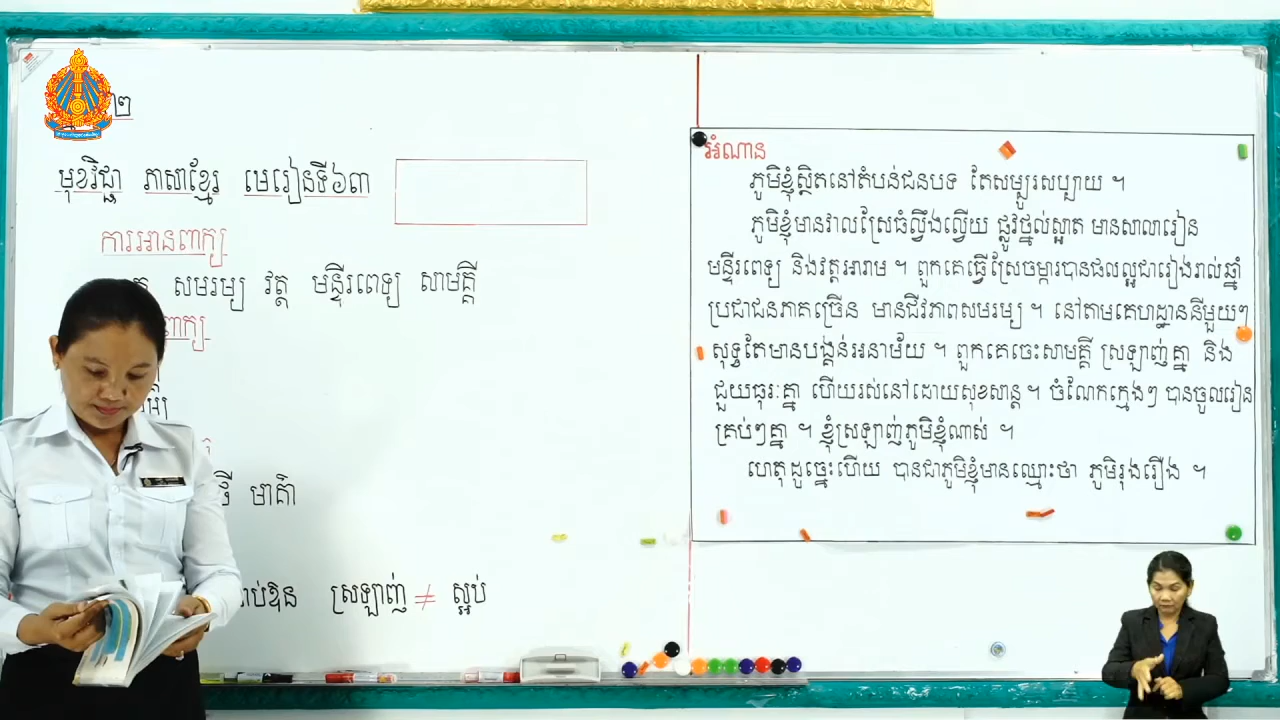 ២
មុខវិជ្ជា ភាសាខ្មែរ មេរៀនទី៦៣
ការអានពាក្យ
សមរម្យ វត្ត មន្ទីរពេទ្យ សាមគ្គី
ពាក្យ
មាគ៌ា
ស្រឡាញ់ ≠ ស្អប់
អំណាន
ភូមិខ្ញុំស្ថិតនៅតំបន់ជនបទ តែសម្បូរសប្បាយ ។
ភូមិខ្ញុំមានវាលស្រែធំល្វឹងល្វើយ ផ្លូវថ្នល់ស្អាត មានសាលារៀន
មន្ទីរពេទ្យ និងវត្តអារាម ។ ពួកគេធ្វើស្រែចម្ការបានផលល្អជារៀងរាល់ឆ្នាំ
ប្រជាជនភាគច្រើន មានជីវភាពសមរម្យ ។ នៅតាមគេហដ្ឋាននីមួយៗ
សុទ្ធតែមានបង្គន់អនាម័យ ។ ពួកគេចេះសាមគ្គី ស្រឡាញ់គ្នា និង
ជួយធុរៈគ្នា ហើយរស់នៅដោយសុខសាន្ត ។ ចំណែកក្មេងៗ បានចូលរៀន
គ្រប់ៗគ្នា ។ ខ្ញុំស្រឡាញ់ភូមិខ្ញុំណាស់ ។
ហេតុដូច្នេះហើយ បានជាភូមិខ្ញុំមានឈ្មោះថា ភូមិរុងរឿង ។